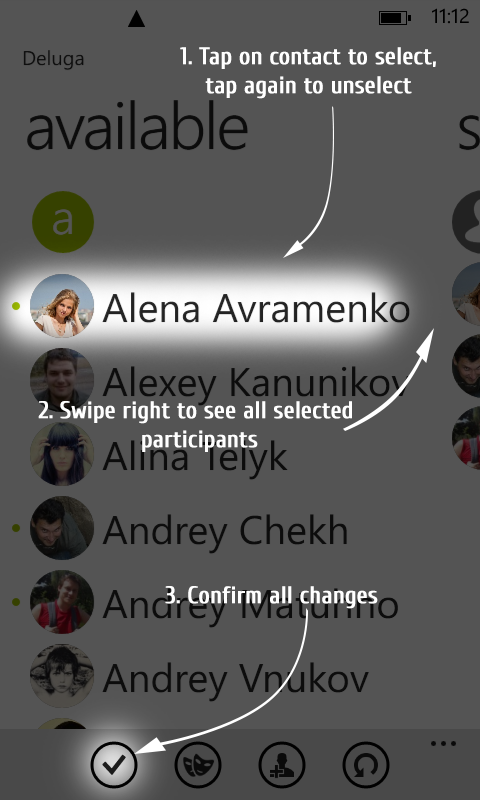 11:12
Deluga
1. Tap on contact to select,
tap again to unselect
available
s
a
Alena Avramenko
Alexey Kanunikov
2. Swipe right to see all selected
participants
Alina Telyk
Andrey Chekh
3. Confirm all changes
Andrey Matunho
Andrey Vnukov